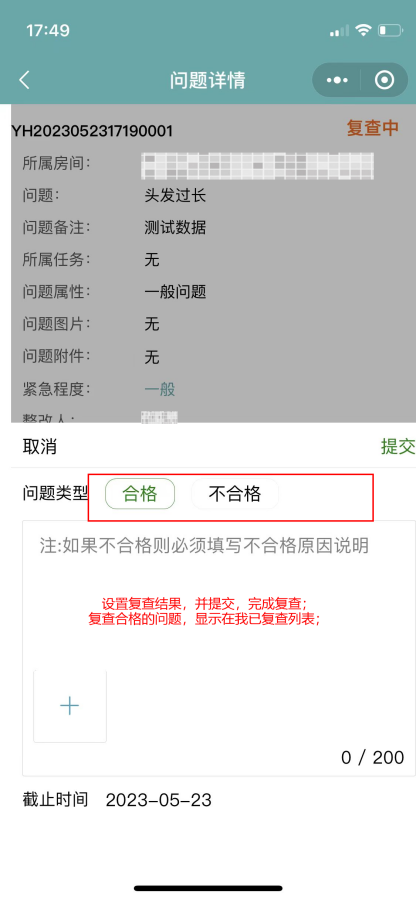 17:49
问题详情
YH2023052317190001 复查中
所属房间:
问题: 头发过长
问题备注: 测试数据
所属任务: 无
问题属性: 一般问题
问题图片: 无
问题附件: 无
紧急程度: 一般
整改人:
取消 提交
问题类型 合格 不合格
注:如果不合格则必须填写不合格原因说明
设置复查结果，并提交，完成复查；
复查合格的问题，显示在我已复查列表；
0 / 200
截止时间 2023-05-23